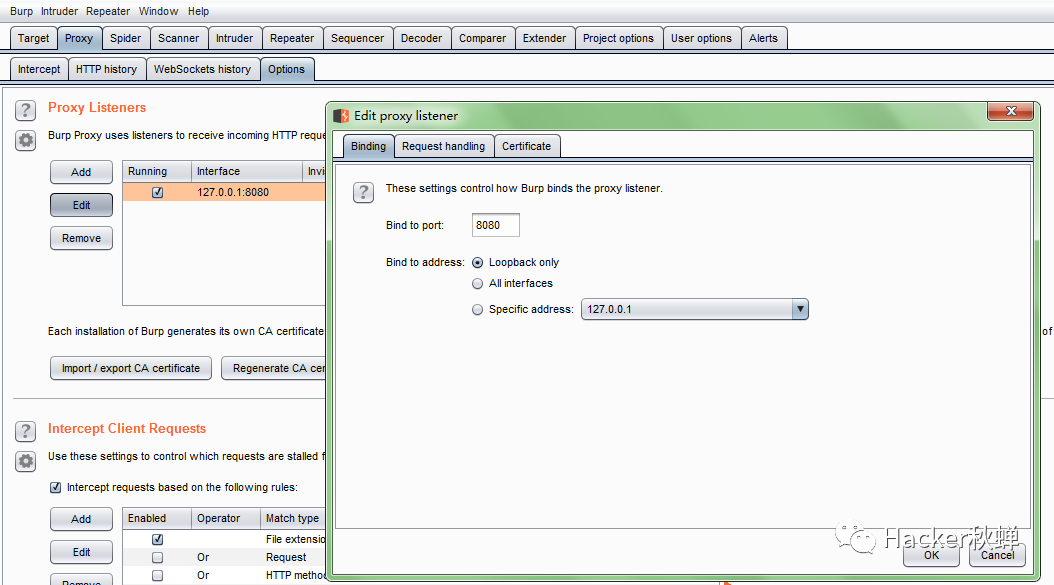 Burp Intruder Repeater Window Help
Target Proxy Spider Scanner Intruder Repeater Sequencer Decoder Comparer Extender Project options User options Alerts
Intercept HTTP history WebSockets history Options
? Proxy Listeners
Burp Proxy uses listeners to receive incoming HTTP reque
Add
Edit
Remove
Running Interface Invi
127.0.0.1:8080
Each installation of Burp generates its own CA certificate
of
Import / export CA certificate Regenerate CA cer
? Intercept Client Requests
Use these settings to control which requests are stalled f
Intercept requests based on the following rules:
Add
Edit
Remove
Enabled Operator Match type
File extensio
Or Request
Or HTTP metho
Edit proxy listener
Binding Request handling Certificate
? These settings control how Burp binds the proxy listener.
Bind to port: 8080
Bind to address: Loopback only
All interfaces
Specific address: 127.0.0.1
OK Cancel
Hacker秋蝉